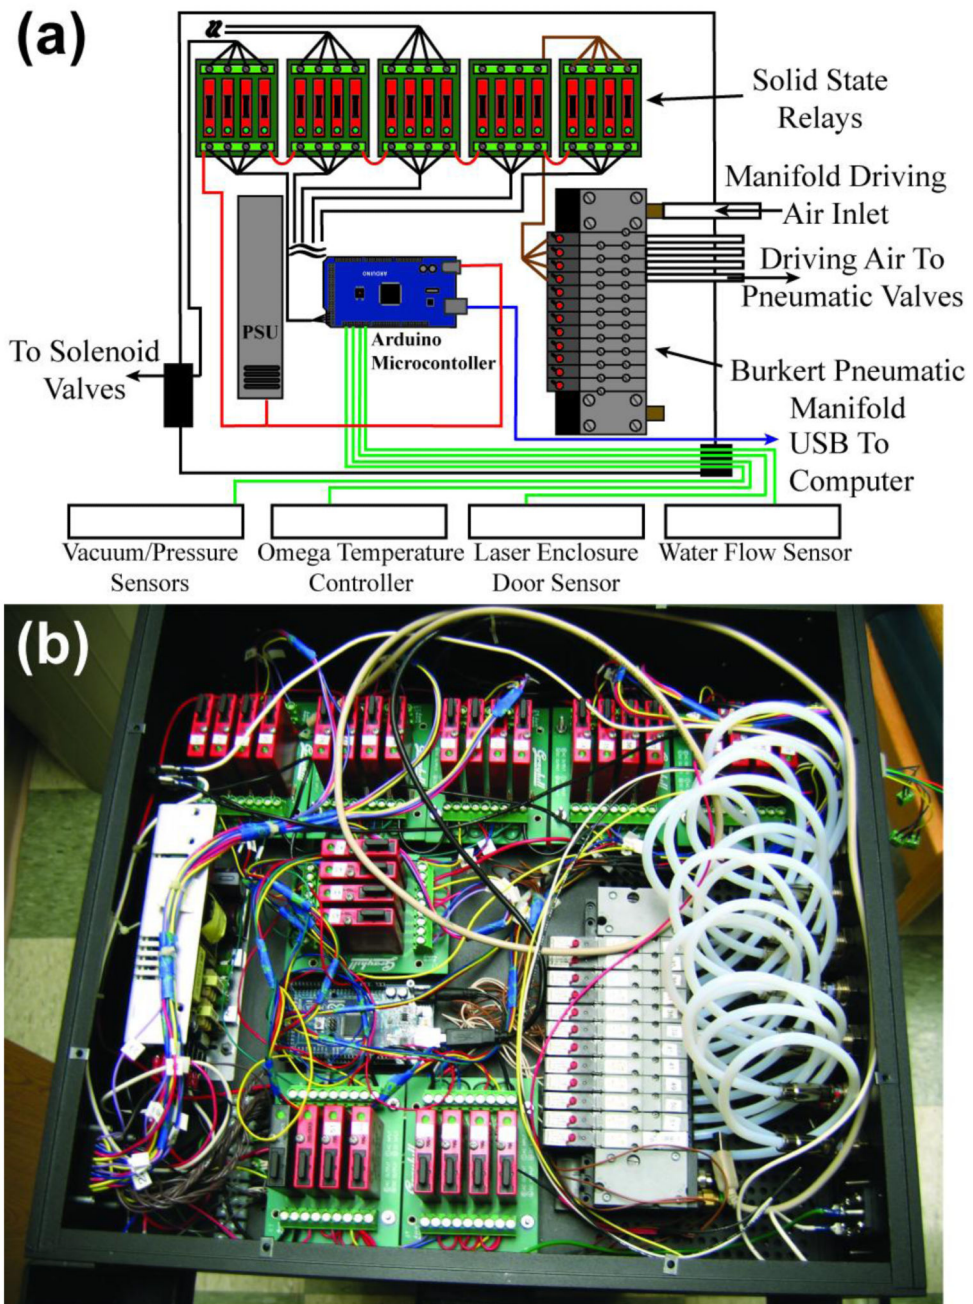 (a)
Solid State
Relays
Manifold Driving
Air Inlet
Driving Air To
Pneumatic Valves
ARDUINO
PSU
Arduino
Microcontoller
To Solenoid
Valves
Burkert Pneumatic
Manifold
USB To
Computer
Vacuum/Pressure
Sensors
Omega Temperature
Controller
Laser Enclosure
Door Sensor
Water Flow Sensor
(b)